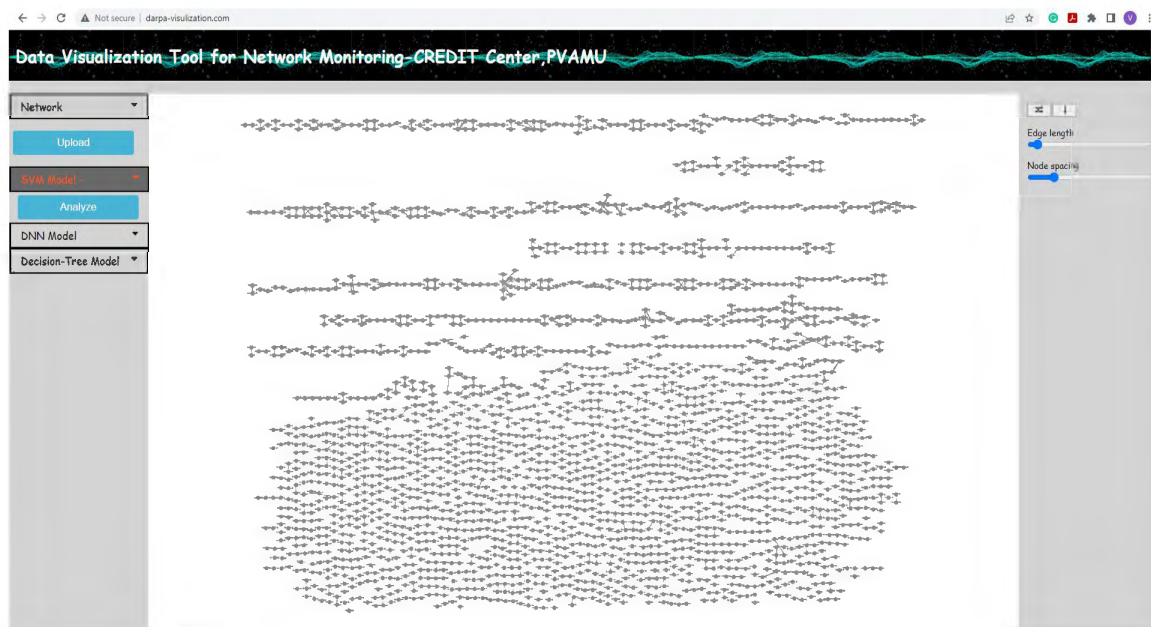 Not secure | darpa-visulization.com
V
Data Visualization Tool for Network Monitoring-CREDIT Center,PVAMU
Network
Upload
SVM Model -
Analyze
DNN Model
Decision-Tree Model
Edge length
Node spacing